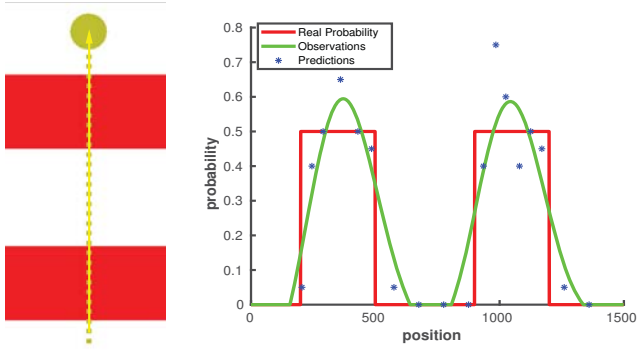 Real Probability
Observations
Predictions
0.8
0.7
0.6
0.5
0.4
0.3
0.2
0.1
0
probability
0 500 1000 1500
position